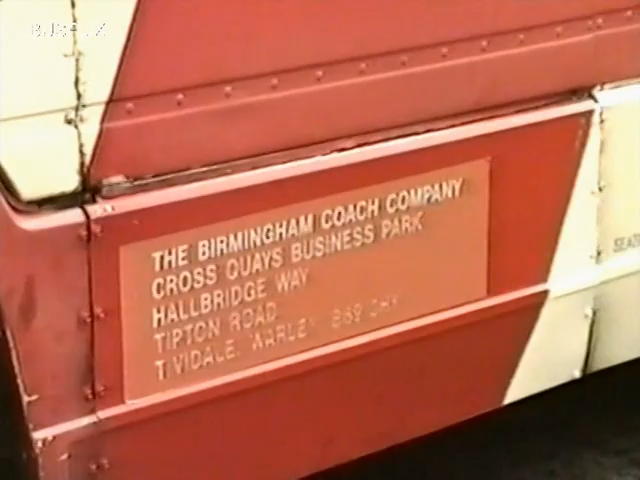 THE BIRMINGHAM COACH COMPANY
CROSS QUAYS BUSINESS PARK
HALLBRIDGE WAY
TIPTON ROAD
TIVIDALE, WARLEY